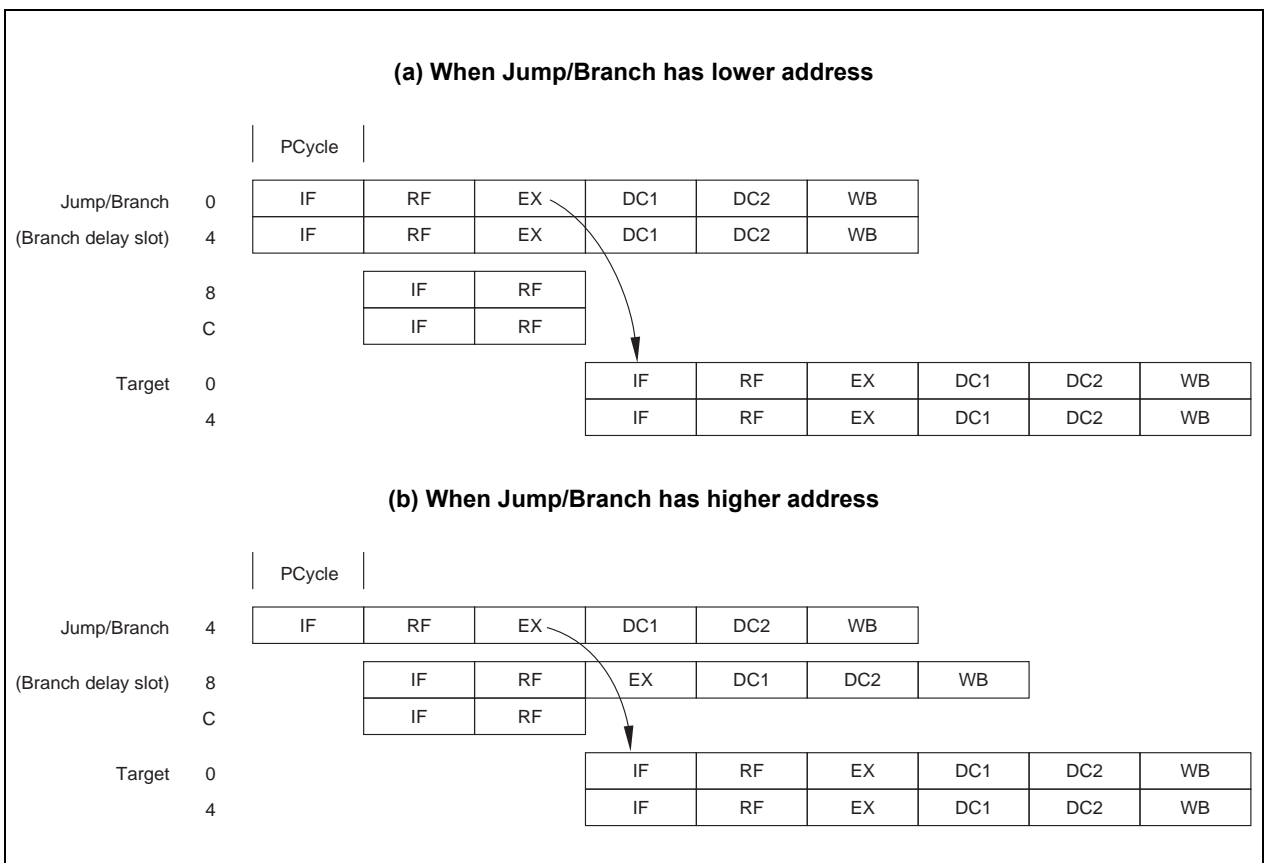 (a) When Jump/Branch has lower address
PCycle
Jump/Branch 0 IF RF EX DC1 DC2 WB
(Branch delay slot) 4 IF RF EX DC1 DC2 WB
8 IF RF
C IF RF
Target 0 IF RF EX DC1 DC2 WB
4 IF RF EX DC1 DC2 WB
(b) When Jump/Branch has higher address
PCycle
Jump/Branch 4 IF RF EX DC1 DC2 WB
(Branch delay slot) 8 IF RF EX DC1 DC2 WB
C IF RF
Target 0 IF RF EX DC1 DC2 WB
4 IF RF EX DC1 DC2 WB